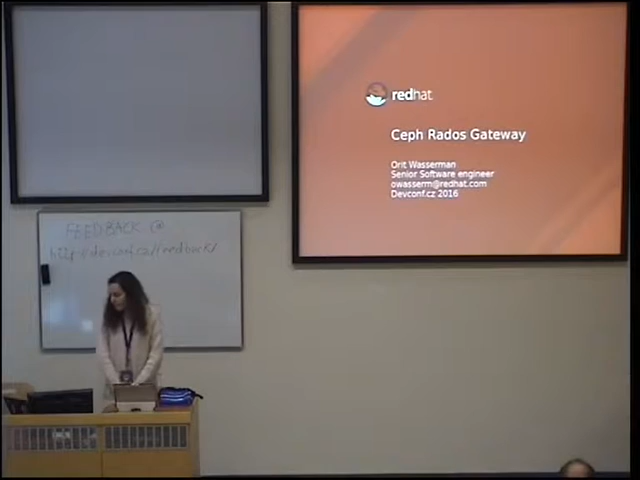 redhat.
Ceph Rados Gateway
Orit Wasserman
Senior Software engineer
owasserm@redhat.com
Devconf.cz 2016
FEEDBACK @
http://devconf.cz/feedback/